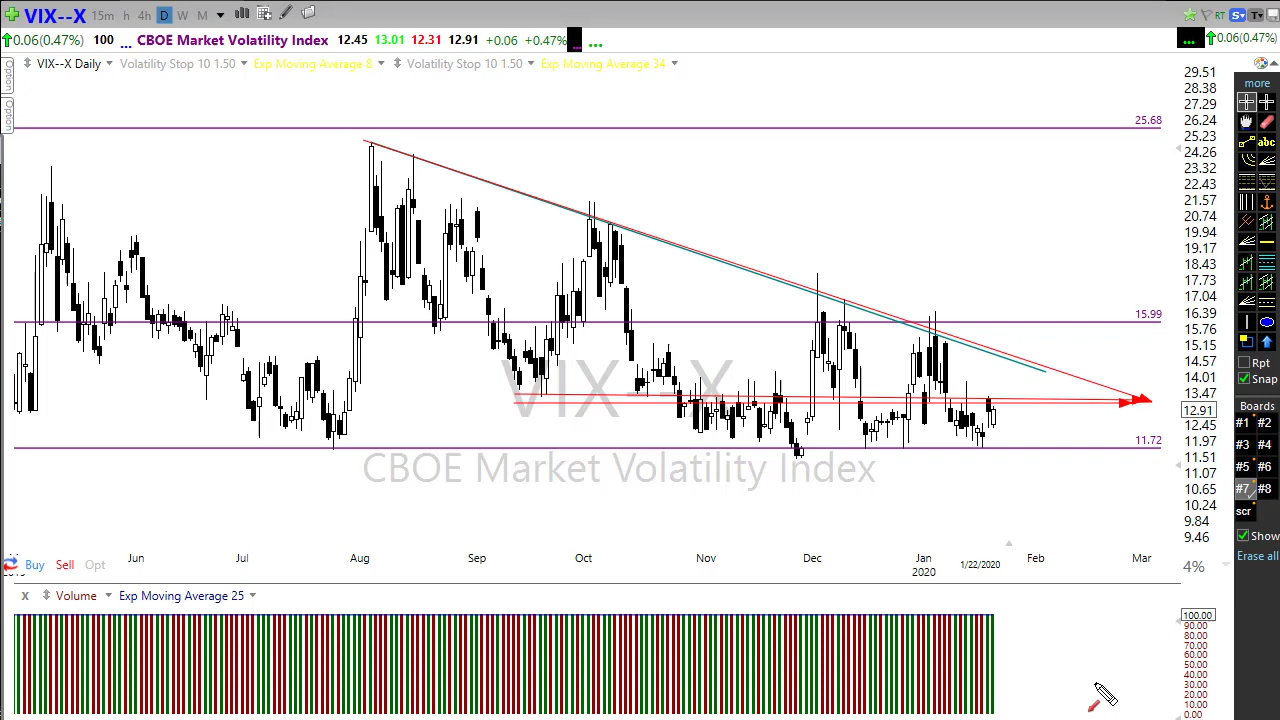 VIX--X 15m h 4h D W M RT S T
0.06(0.47%) 100 ... CBOE Market Volatility Index 12.45 13.01 12.31 12.91 +0.06 +0.47% ... ... 0.06(0.47%)
VIX--X Daily Volatility Stop 10 1.50 Exp Moving Average 8 Volatility Stop 10 1.50 Exp Moving Average 34
Option
Option
29.51
28.38
27.29
26.24
25.23
24.26
23.32
22.43
21.57
20.74
19.94
19.17
18.43
17.73
17.04
16.39
15.76
15.15
14.57
14.01
13.47
12.91
12.45
11.97
11.51
11.07
10.65
10.24
9.84
9.46
25.68
15.99
11.72
VIX--X
CBOE Market Volatility Index
Jun Jul Aug Sep Oct Nov Dec Jan Feb Mar
2020 1/22/2020
Buy Sell Opt
4%
more
abc
Rpt
Snap
Boards
#1 #2
#3 #4
#5 #6
#7 #8
scr
Show
Erase all
x Volume Exp Moving Average 25
100.00
90.00
80.00
70.00
60.00
50.00
40.00
30.00
20.00
10.00
0.00